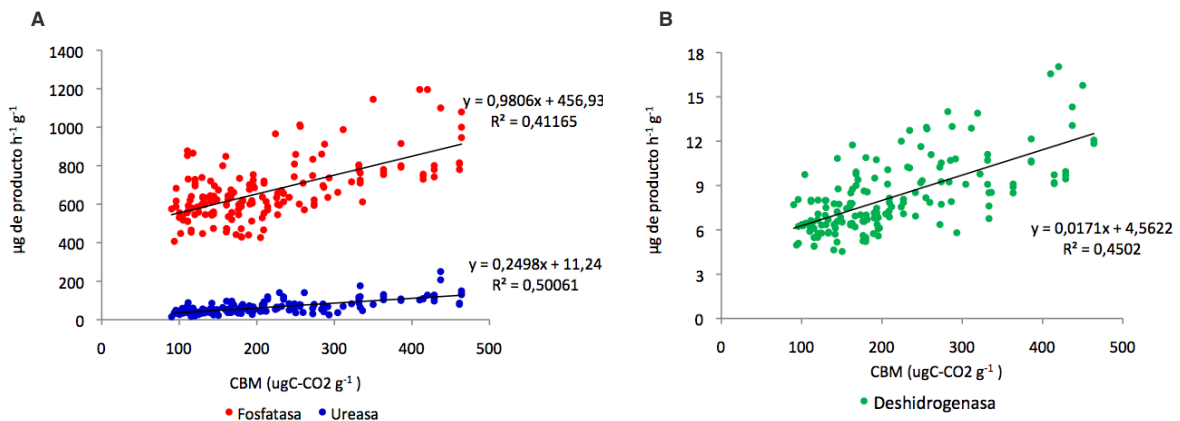 A
B
µg de producto h⁻¹ g⁻¹
1400
1200
1000
800
600
400
200
0
y = 0,9806x + 456,93
R² = 0,41165
y = 0,2498x + 11,24
R² = 0,50061
0 100 200 300 400 500
CBM (ugC-CO2 g⁻¹ )
Fosfatasa Ureasa
µg de producto h⁻¹ g⁻¹
18
15
12
9
6
3
0
y = 0,0171x + 4,5622
R² = 0,4502
0 100 200 300 400 500
CBM (ugC-CO2 g⁻¹ )
Deshidrogenasa